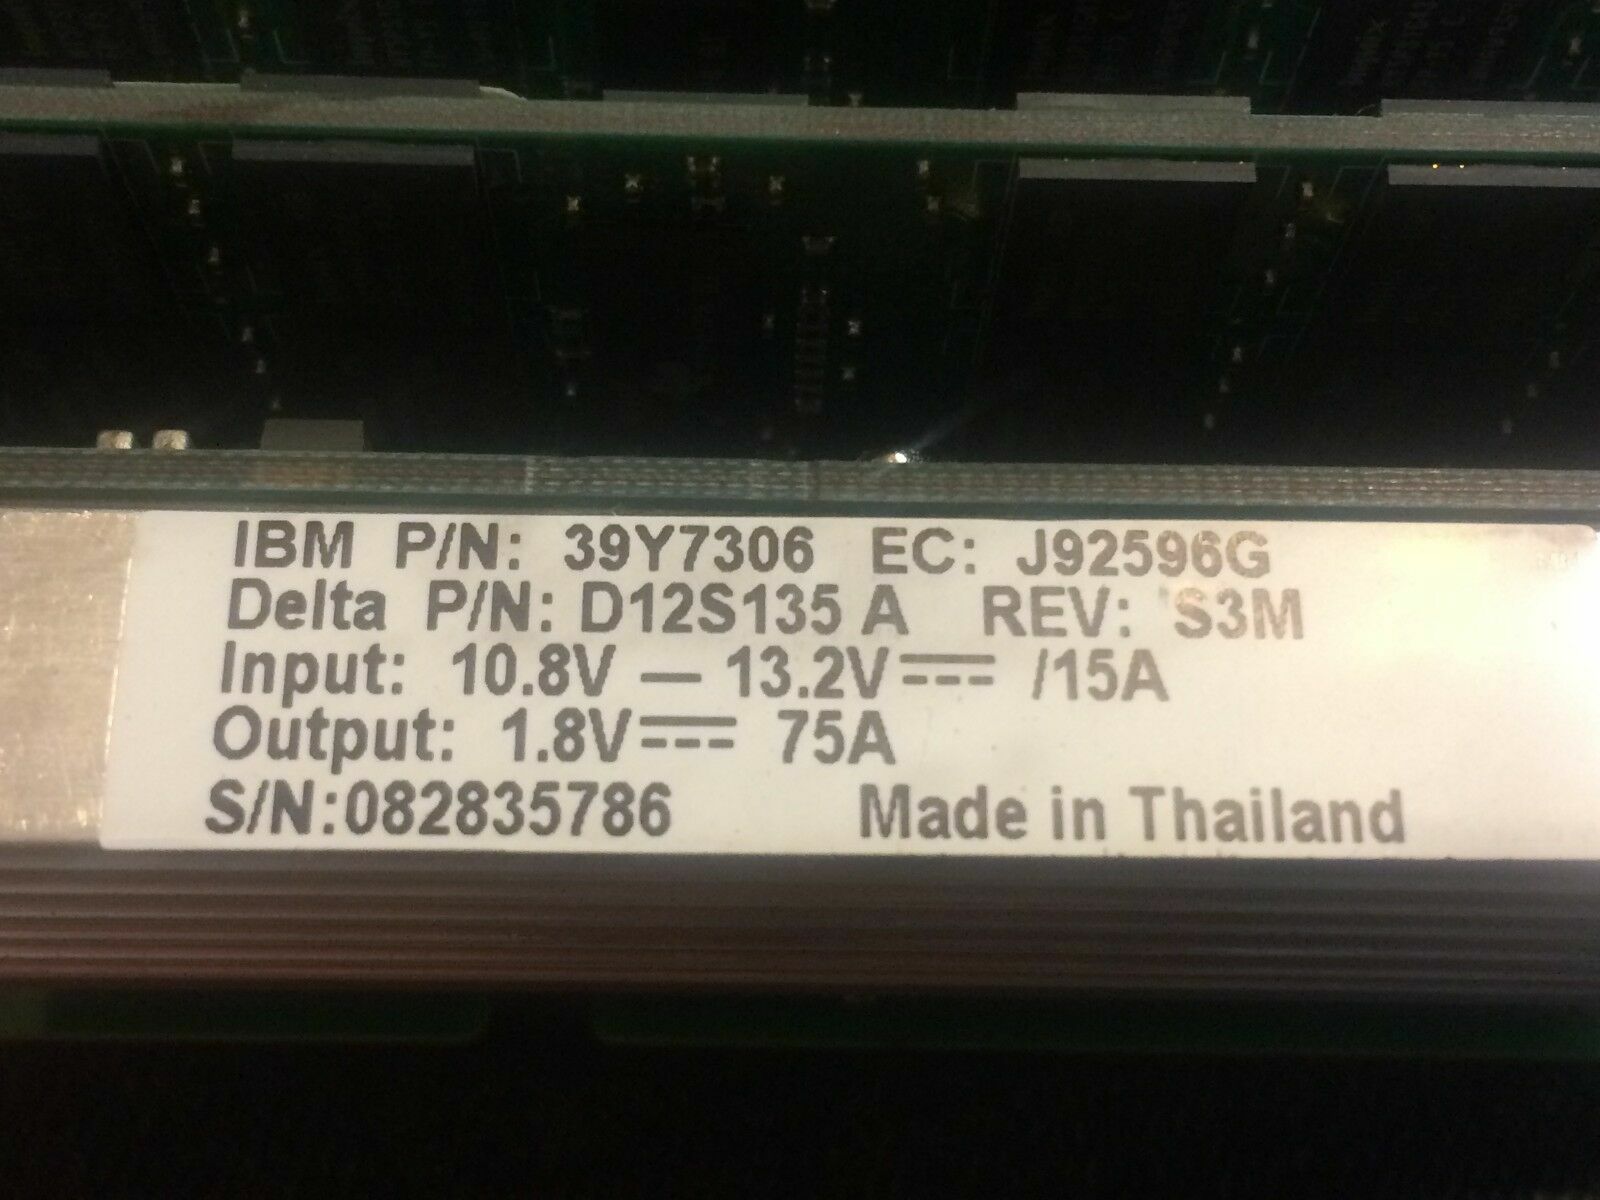 IBM P/N: 39Y7306 EC: J92596G
Delta P/N: D12S135 A REV: S3M
Input: 10.8V — 13.2V⎓ /15A
Output: 1.8V⎓ 75A
S/N:082835786 Made in Thailand